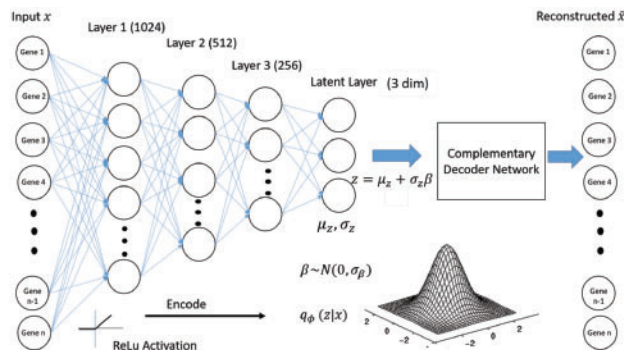 Input x
Reconstructed x̂
Layer 1 (1024)
Layer 2 (512)
Layer 3 (256)
Latent Layer (3 dim)
Gene 1
Gene 2
Gene 3
Gene 4
Gene n-1
Gene n
z = μz + σzβ
Complementary
Decoder Network
μz, σz
β~N(0, σβ)
qϕ (z|x)
Encode
ReLu Activation
2
0
-2
-2
ϕ
2
Gene 1
Gene 2
Gene 3
Gene 4
Gene n-1
Gene n